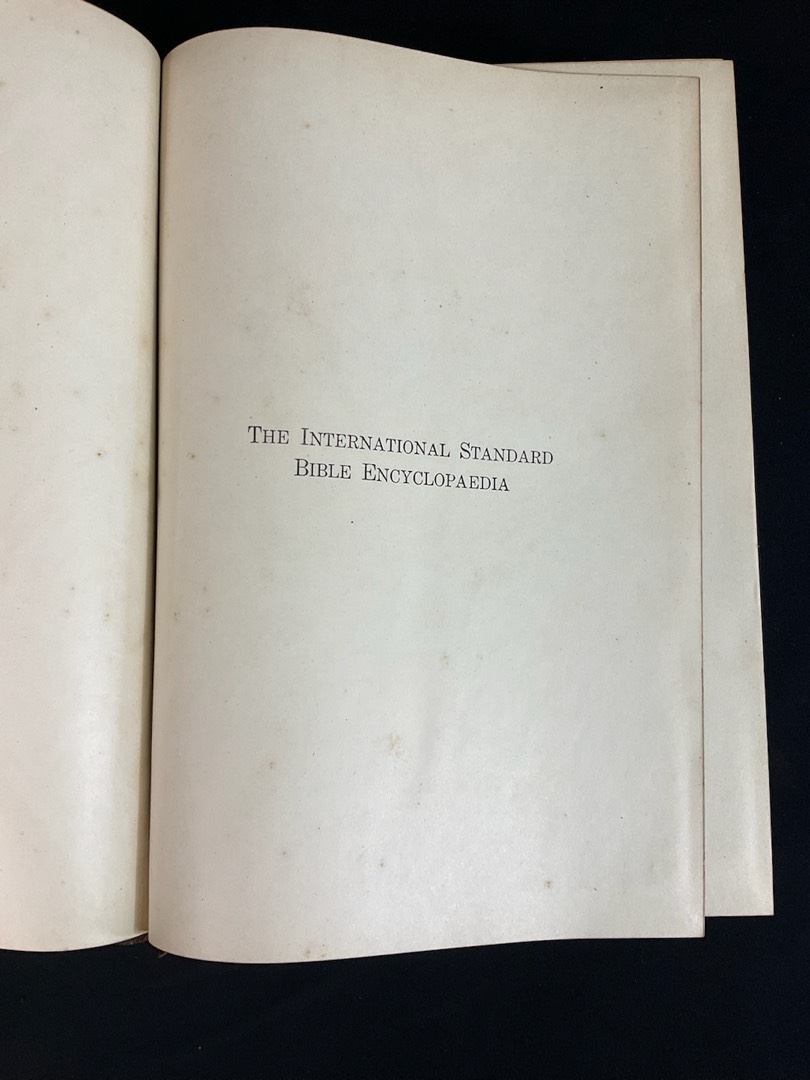 The International Standard
Bible Encyclopaedia